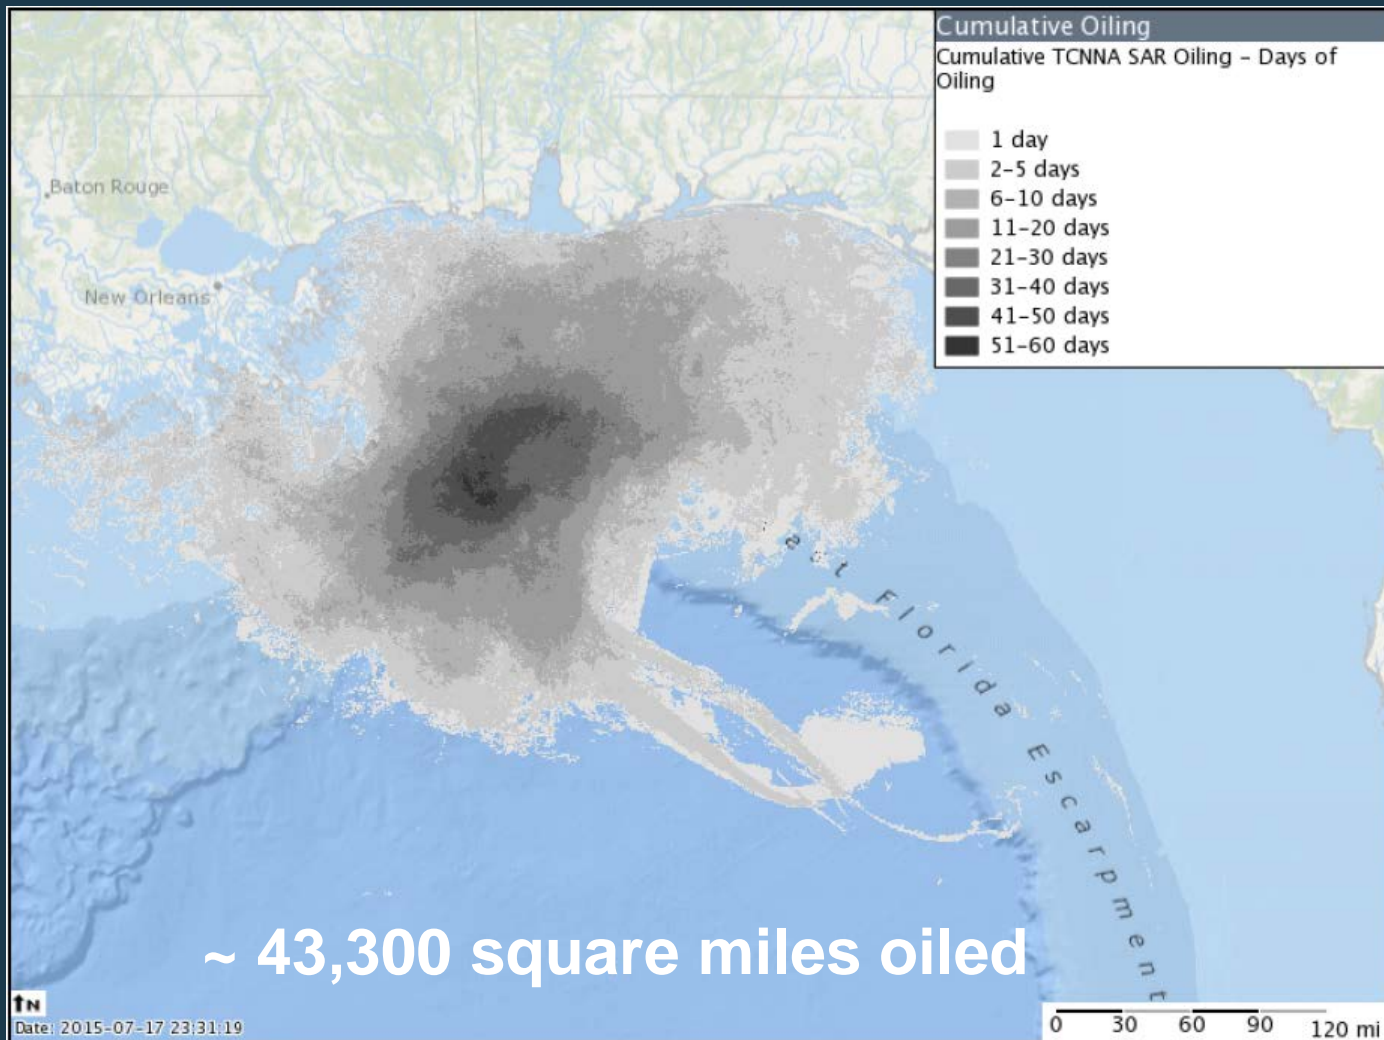 Cumulative Oiling
Cumulative TCNNA SAR Oiling – Days of
Oiling
1 day
2–5 days
6–10 days
11–20 days
21–30 days
31–40 days
41–50 days
51–60 days
Baton Rouge
New Orleans
Florida Escarpment
~ 43,300 square miles oiled
N
Date: 2015-07-17 23:31:19
0 30 60 90 120 mi